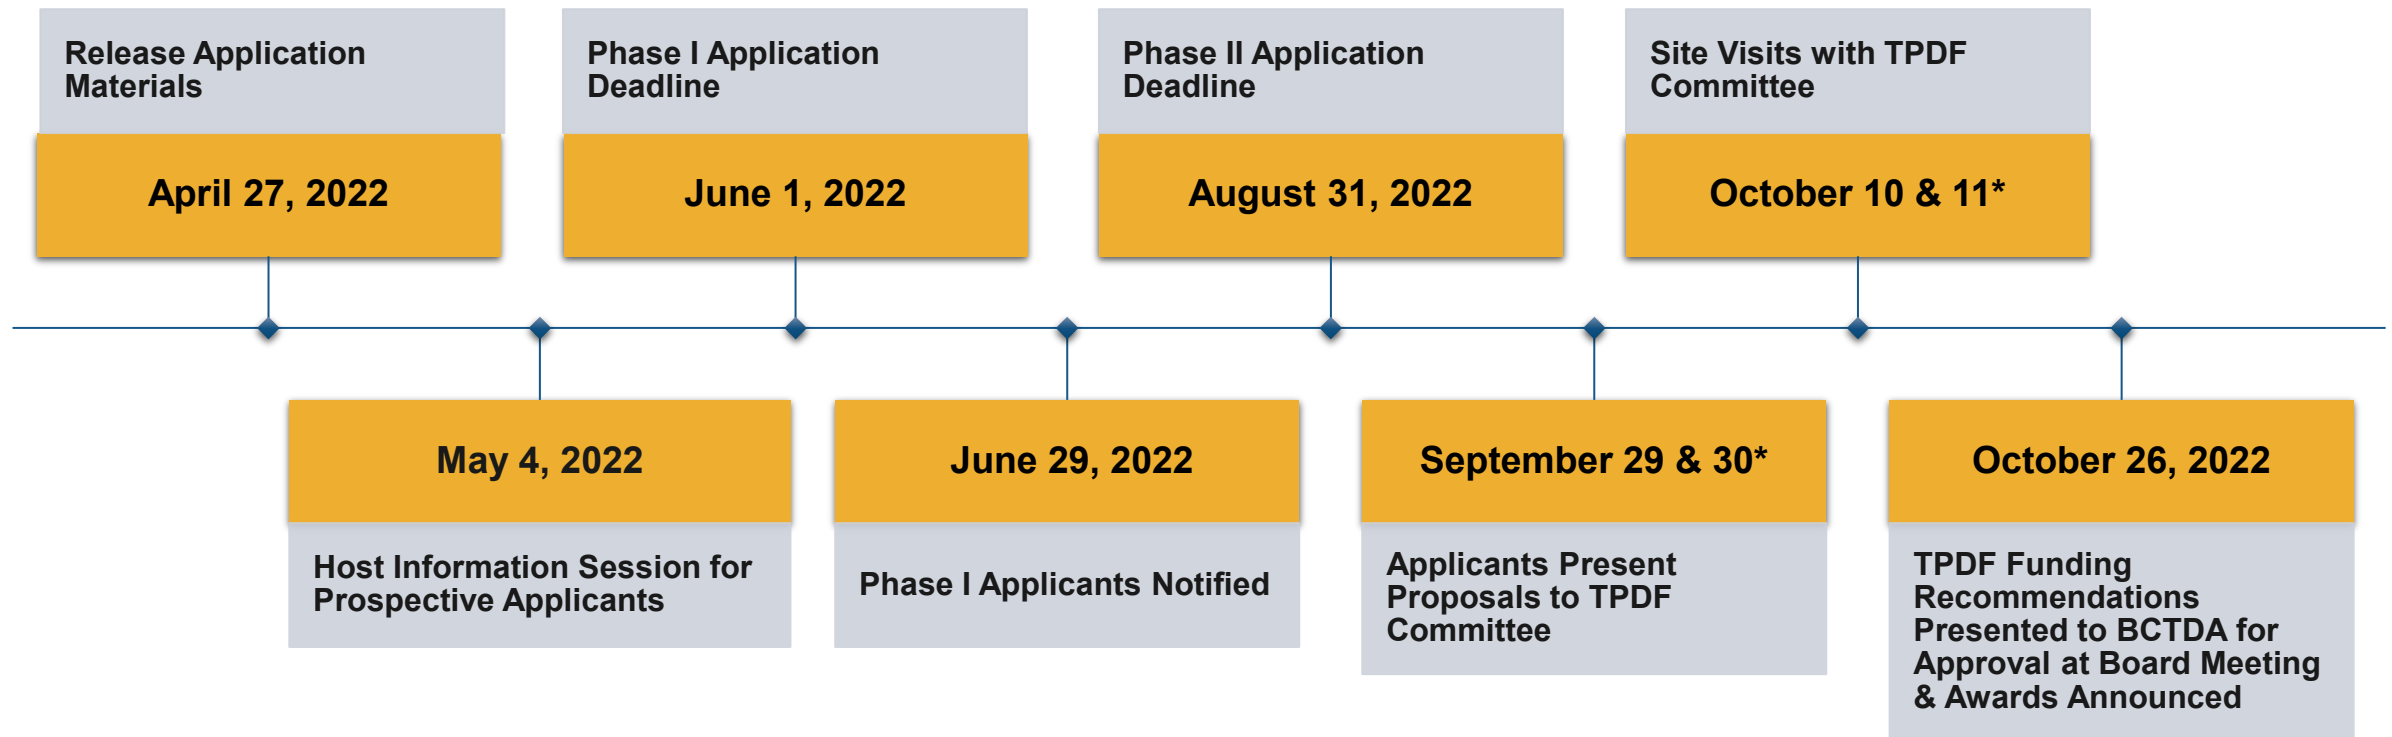 Release Application
Materials
April 27, 2022
Phase I Application
Deadline
June 1, 2022
Phase II Application
Deadline
August 31, 2022
Site Visits with TPDF
Committee
October 10 & 11*
May 4, 2022
Host Information Session for
Prospective Applicants
June 29, 2022
Phase I Applicants Notified
September 29 & 30*
Applicants Present
Proposals to TPDF
Committee
October 26, 2022
TPDF Funding
Recommendations
Presented to BCTDA for
Approval at Board Meeting
& Awards Announced